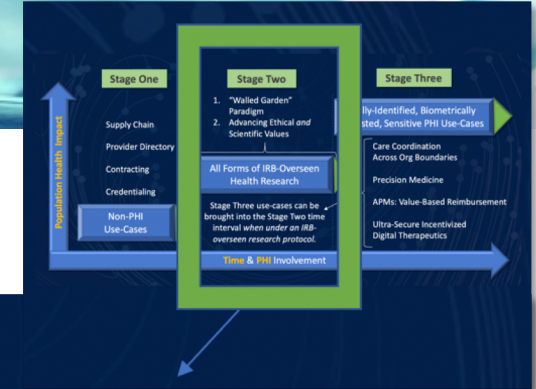 Stage One
Supply Chain
Provider Directory
Contracting
Credentialing
Non-PHI
Use-Cases
Stage Two
1. "Walled Garden"
Paradigm
2. Advancing Ethical and
Scientific Values
All Forms of IRB-Overseen
Health Research
Stage Three use-cases can be
brought into the Stage Two time
interval when under an IRB-
overseen research protocol.
Stage Three
lly-Identified, Biometrically
sted, Sensitive PHI Use-Cases
Care Coordination
Across Org Boundaries
Precision Medicine
APMs: Value-Based Reimbursement
Ultra-Secure Incentivized
Digital Therapeutics
Population Health Impact
Time & PHI Involvement